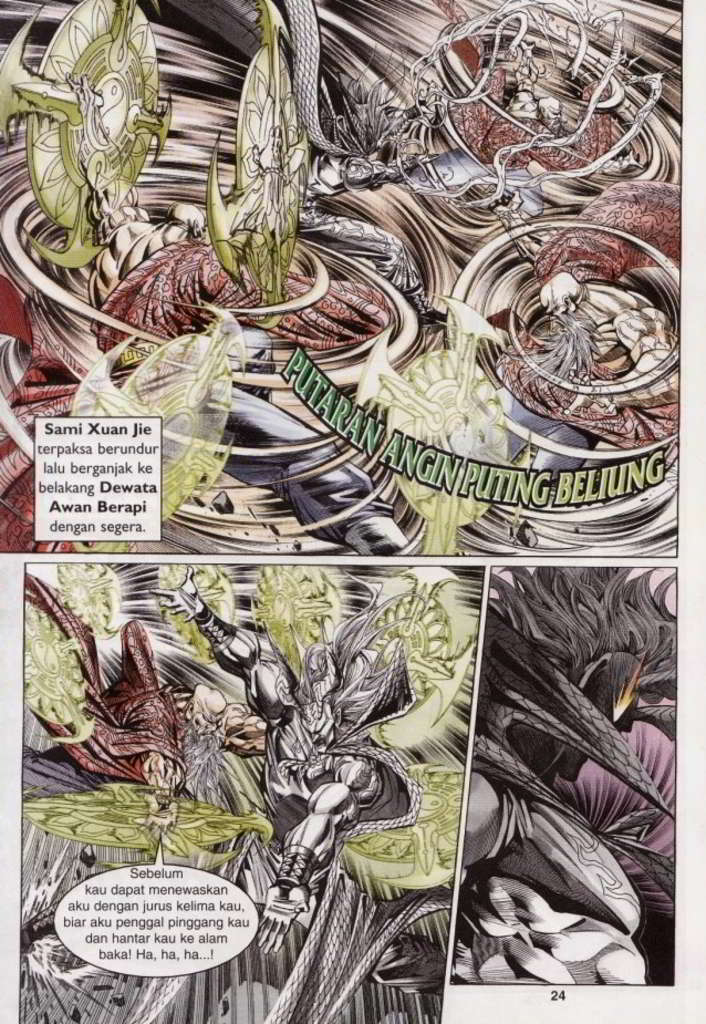 PUTARAN ANGIN PUTING BELIUNG
Sami Xuan Jie
terpaksa berundur
lalu berganjak ke
belakang Dewata
Awan Berapi
dengan segera.
Sebelum
kau dapat menewaskan
aku dengan jurus kelima kau,
biar aku penggal pinggang kau
dan hantar kau ke alam
baka! Ha, ha, ha...!
24